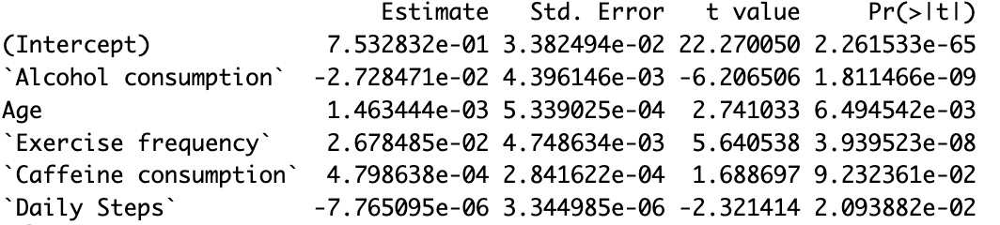 Estimate Std. Error t value Pr(>|t|)
(Intercept) 7.532832e-01 3.382494e-02 22.270050 2.261533e-65
`Alcohol consumption` -2.728471e-02 4.396146e-03 -6.206506 1.811466e-09
Age 1.463444e-03 5.339025e-04 2.741033 6.494542e-03
`Exercise frequency` 2.678485e-02 4.748634e-03 5.640538 3.939523e-08
`Caffeine consumption` 4.798638e-04 2.841622e-04 1.688697 9.232361e-02
`Daily Steps` -7.765095e-06 3.344985e-06 -2.321414 2.093882e-02